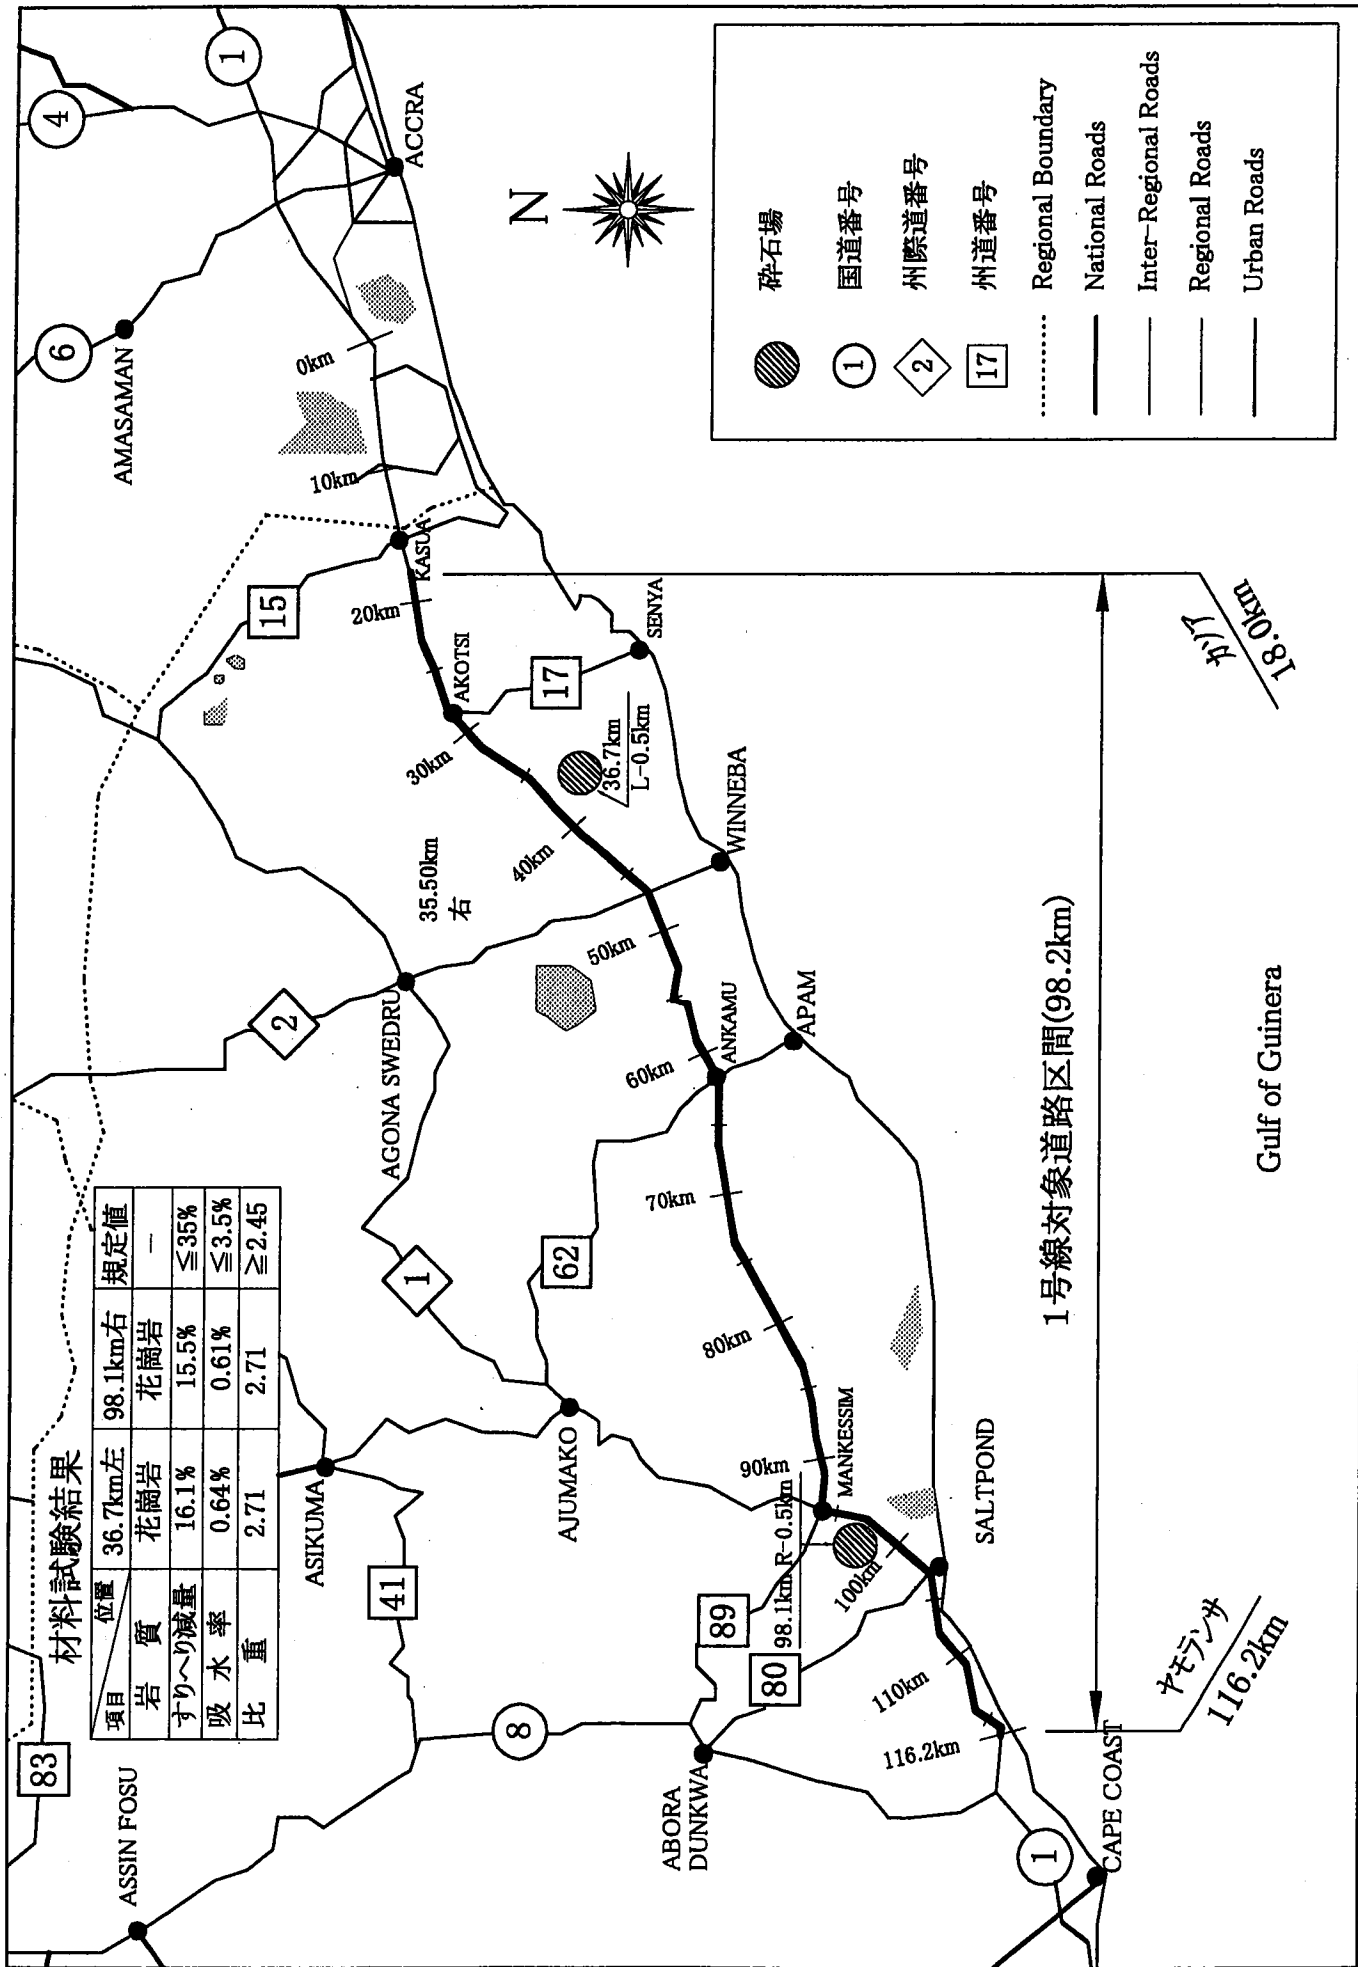 材料試験結果
項目 位置 36.7km左 98.1km右 規定値
岩質 花崗岩 花崗岩 —
すりへり減量 16.1% 15.5% ≦35%
吸水率 0.64% 0.61% ≦3.5%
比重 2.71 2.71 ≧2.45
83
ASSIN FOSU
ASIKUMA
41
8
AJUMAKO
62
1
AGONA SWEDRU
2
15
AMASAMAN
6
4
1
ACCRA
0km
10km
KASUA
20km
AKOTSI
17
SENYA
30km
36.7km
L-0.5km
35.50km
右
40km
WINNEBA
50km
ANKAMU
APAM
60km
70km
80km
90km
MANKESSIM
98.1km R-0.5km
100km
89
80
ABORA
DUNKWA
SALTPOND
110km
116.2km
1
CAPE COAST
1号線対象道路区間(98.2km)
ヤモランサ
116.2km
カソア
18.0km
Gulf of Guinera
N
砕石場
1 国道番号
2 州際道番号
17 州道番号
Regional Boundary
National Roads
Inter-Regional Roads
Regional Roads
Urban Roads